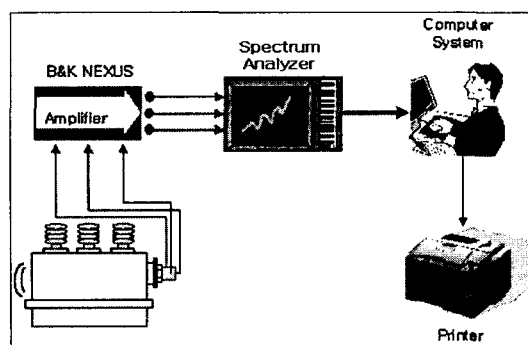 Computer
System
Spectrum
Analyzer
B&K NEXUS
Amplifier
Printer